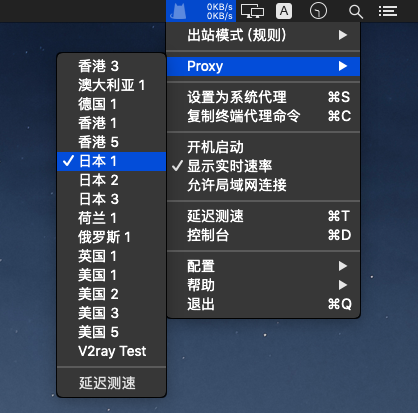 0KB/s
0KB/s
A
出站模式 (规则)
Proxy
设置为系统代理 ⌘S
复制终端代理命令 ⌘C
开机启动
显示实时速率
允许局域网连接
延迟测速 ⌘T
控制台 ⌘D
配置
帮助
退出 ⌘Q
香港 3
澳大利亚 1
德国 1
香港 1
香港 5
日本 1
日本 2
日本 3
荷兰 1
俄罗斯 1
英国 1
美国 1
美国 2
美国 3
美国 5
V2ray Test
延迟测速